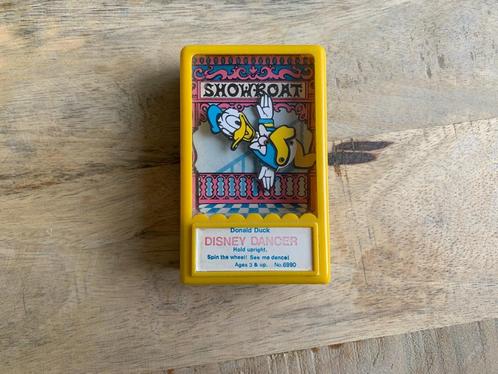 SHOWBOAT
Donald Duck
DISNEY DANCER
Hold upright.
Spin the wheel! See me dance!
Ages 3 & up. No.6990